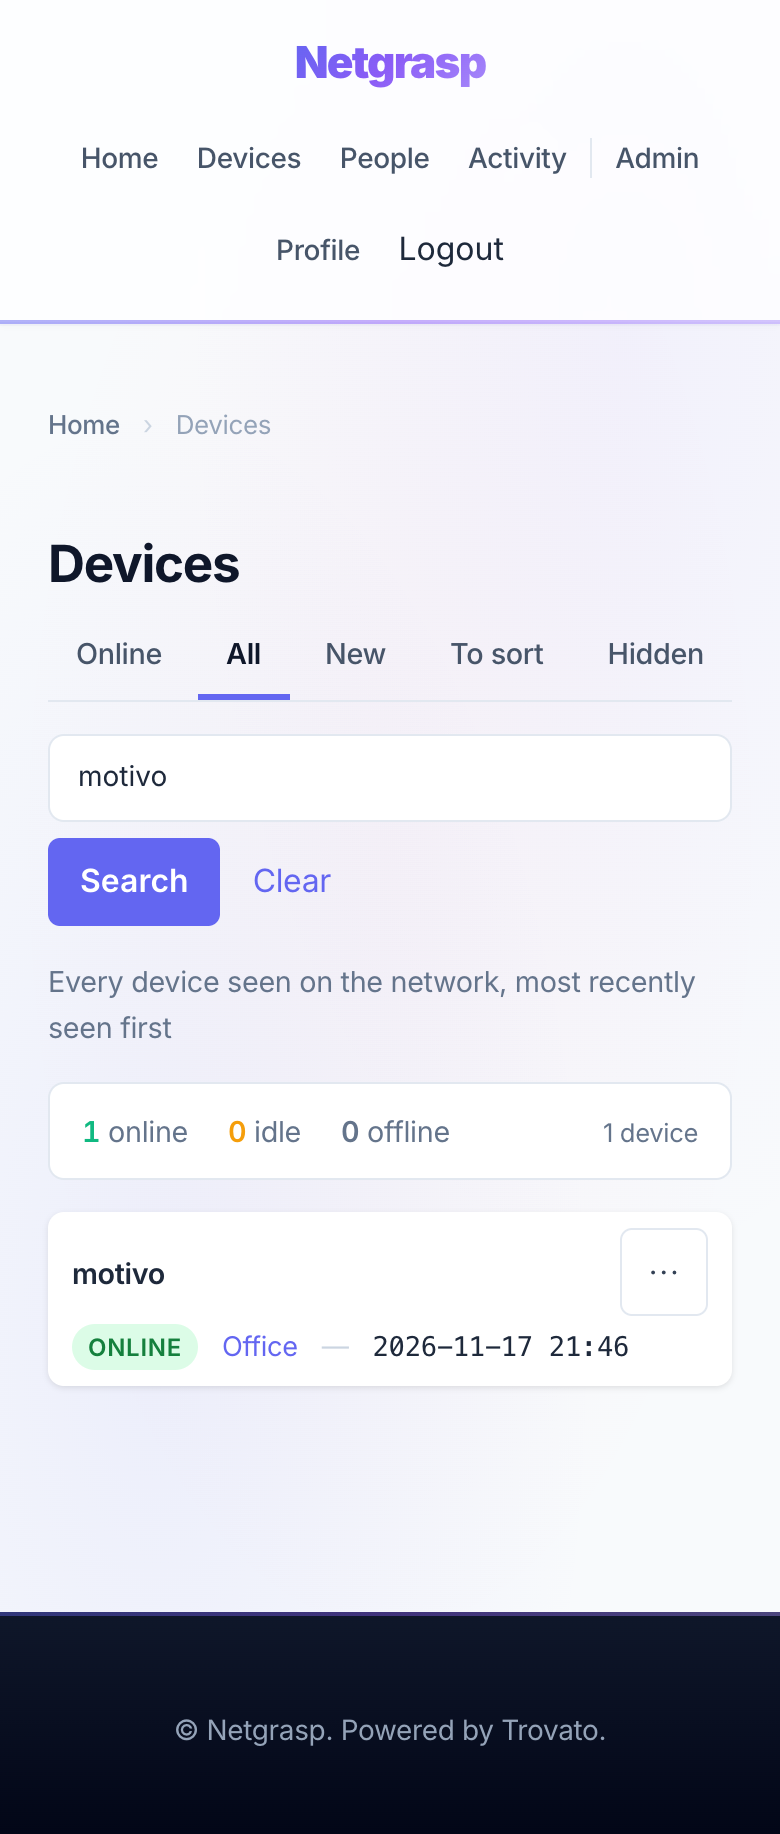 Netgrasp
Home Devices People Activity Admin
Profile Logout
Home › Devices
Devices
Online All New To sort Hidden
motivo
Search Clear
Every device seen on the network, most recently
seen first
1 online 0 idle 0 offline 1 device
motivo ...
ONLINE Office — 2026-11-17 21:46
© Netgrasp. Powered by Trovato.